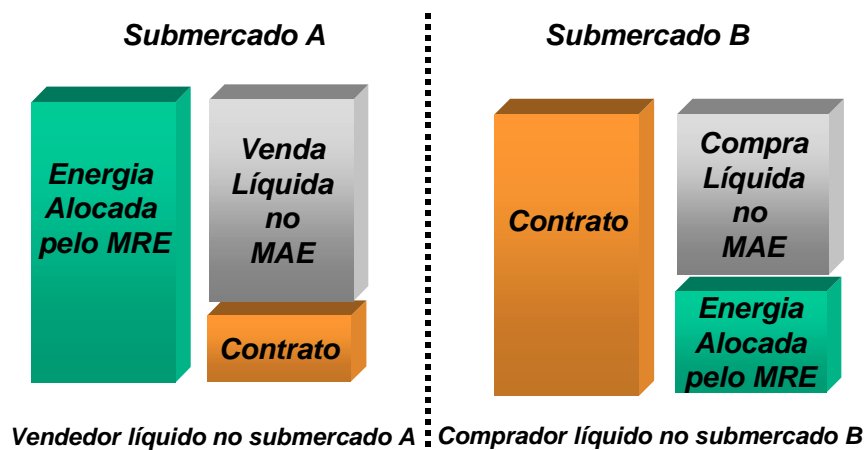 Submercado A
Energia
Alocada
pelo MRE
Venda
Líquida
no
MAE
Contrato
Vendedor líquido no submercado A
Submercado B
Contrato
Compra
Líquida
no
MAE
Energia
Alocada
pelo MRE
Comprador líquido no submercado B